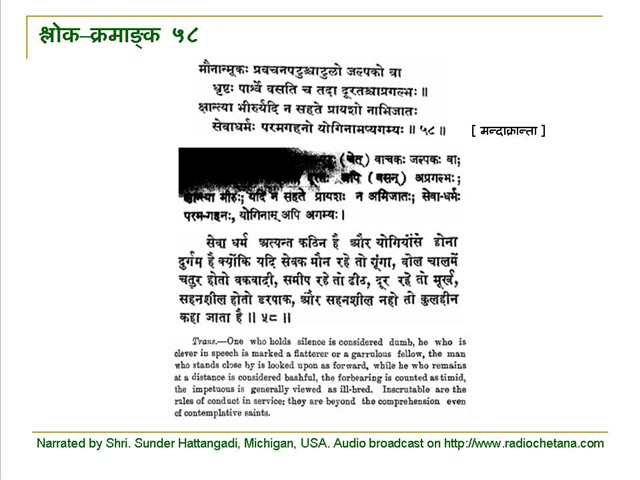 श्लोक–क्रमाङ्क ५८
मौनान्मूकः प्रवचनपटुश्चाटुलो जल्पको वा
धृष्टः पार्श्वे वसति च तदा दूरतश्चाप्रगल्भः ॥
क्षान्त्या भीरुर्यदि न सहते प्रायशो नाभिजातः
सेवाधर्मः परमगहनो योगिनामप्यगम्यः ॥ ५८ ॥
[ मन्दाक्रान्ता ]
(चेत्) वाचकः जल्पकः वा;
अपि (वसन्) अप्रगल्भः;
क्षान्त्या भीरुः; यदि न सहते प्रायशः न अभिजातः; सेवा-धर्मः
परम-गहनः, योगिनाम् अपि अगम्यः ।
सेवा धर्म अत्यन्त कठिन है और योगियोंसे होना
दुर्गम है क्योंकि यदि सेवक मौन रहे तो गूंगा, बोल चालमें
चतुर होतो बकवादी, समीप रहे तो ढीठ, दूर रहे तो मूर्ख,
सहनशील होतो डरपाक, और सहनशील नहो तो कुलहीन
कहा जाता है ॥ ५८ ॥
Trans.—One who holds silence is considered dumb, he who is
clever in speech is marked a flatterer or a garrulous fellow, the man
who stands close by is looked upon as forward, while he who remains
at a distance is considered bashful, the forbearing is counted as timid,
the impetuous is generally viewed as ill-bred. Inscrutable are the
rules of conduct in service: they are beyond the comprehension even
of contemplative saints.
Narrated by Shri. Sunder Hattangadi, Michigan, USA. Audio broadcast on http://www.radiochetana.com